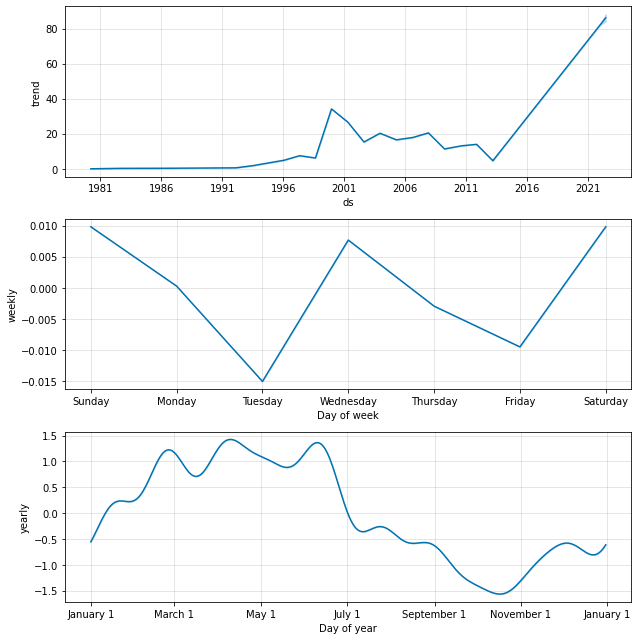 80
60
40
20
0
trend
1981 1986 1991 1996 2001 2006 2011 2016 2021
ds
0.010
0.005
0.000
−0.005
−0.010
−0.015
weekly
Sunday Monday Tuesday Wednesday Thursday Friday Saturday
Day of week
1.5
1.0
0.5
0.0
−0.5
−1.0
−1.5
yearly
January 1 March 1 May 1 July 1 September 1 November 1 January 1
Day of year